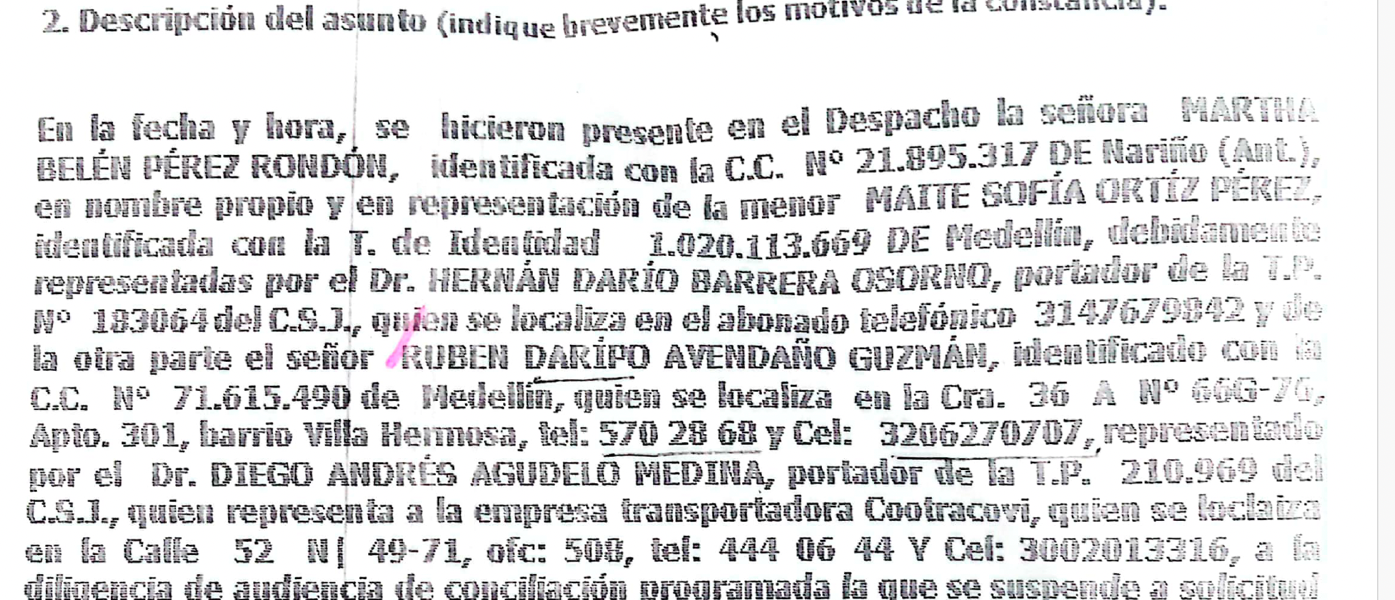 2. Descripción del asunto (indique brevemente los motivos de la constancia).
En la fecha y hora, se hicieron presente en el Despacho la señora MARTHA
BELÉN PÉREZ RONDÓN, identificada con la C.C. Nº 21.895.317 DE Nariño (Ant.),
en nombre propio y en representación de la menor MAITE SOFÍA ORTÍZ PÉREZ,
identificada con la T. de Identidad 1.020.113.669 DE Medellín, debidamente
representadas por el Dr. HERNÁN DARÍO BARRERA OSORNO, portador de la T.P.
Nº 183064 del C.S.J., quien se localiza en el abonado telefónico 3147679842 y de
la otra parte el señor RUBEN DARÍPO AVENDAÑO GUZMÁN, identificado con la
C.C. Nº 71.615.490 de Medellín, quien se localiza en la Cra. 36 A Nº 66G-76,
Apto. 301, barrio Villa Hermosa, tel: 570 28 68 y Cel: 3206270707, representado
por el Dr. DIEGO ANDRÉS AGUDELO MEDINA, portador de la T.P. 210.969 del
C.S.J., quien representa a la empresa transportadora Cootracovi, quien se loclaiza
en la Calle 52 N| 49-71, ofc: 508, tel: 444 06 44 Y Cel: 3002013316, a la
diligencia de audiencia de conciliación programada la que se suspende a solicitud